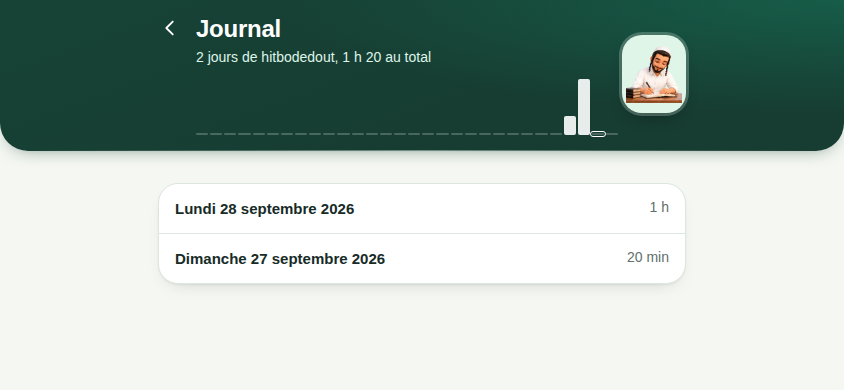 Journal
2 jours de hitbodedout, 1 h 20 au total
Lundi 28 septembre 2026
1 h
Dimanche 27 septembre 2026
20 min